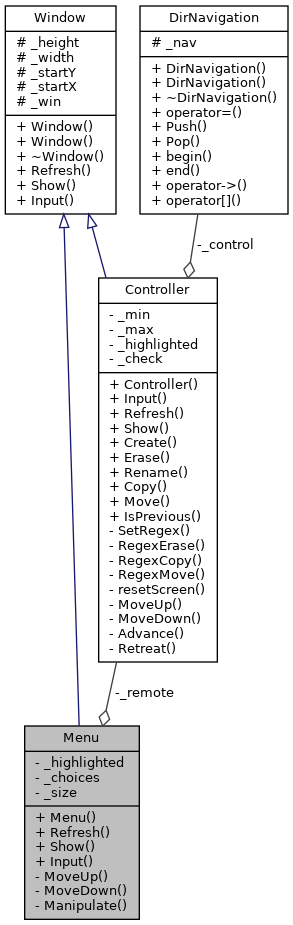 Window
# _height
# _width
# _startY
# _startX
# _win
+ Window()
+ Window()
+ ~Window()
+ Refresh()
+ Show()
+ Input()
DirNavigation
# _nav
+ DirNavigation()
+ DirNavigation()
+ ~DirNavigation()
+ operator=()
+ Push()
+ Pop()
+ begin()
+ end()
+ operator->()
+ operator[]()
-_control
Controller
- _min
- _max
- _highlighted
- _check
+ Controller()
+ Input()
+ Refresh()
+ Show()
+ Create()
+ Erase()
+ Rename()
+ Copy()
+ Move()
+ IsPrevious()
- SetRegex()
- RegexErase()
- RegexCopy()
- RegexMove()
- resetScreen()
- MoveUp()
- MoveDown()
- Advance()
- Retreat()
-_remote
Menu
- _highlighted
- _choices
- _size
+ Menu()
+ Refresh()
+ Show()
+ Input()
- MoveUp()
- MoveDown()
- Manipulate()